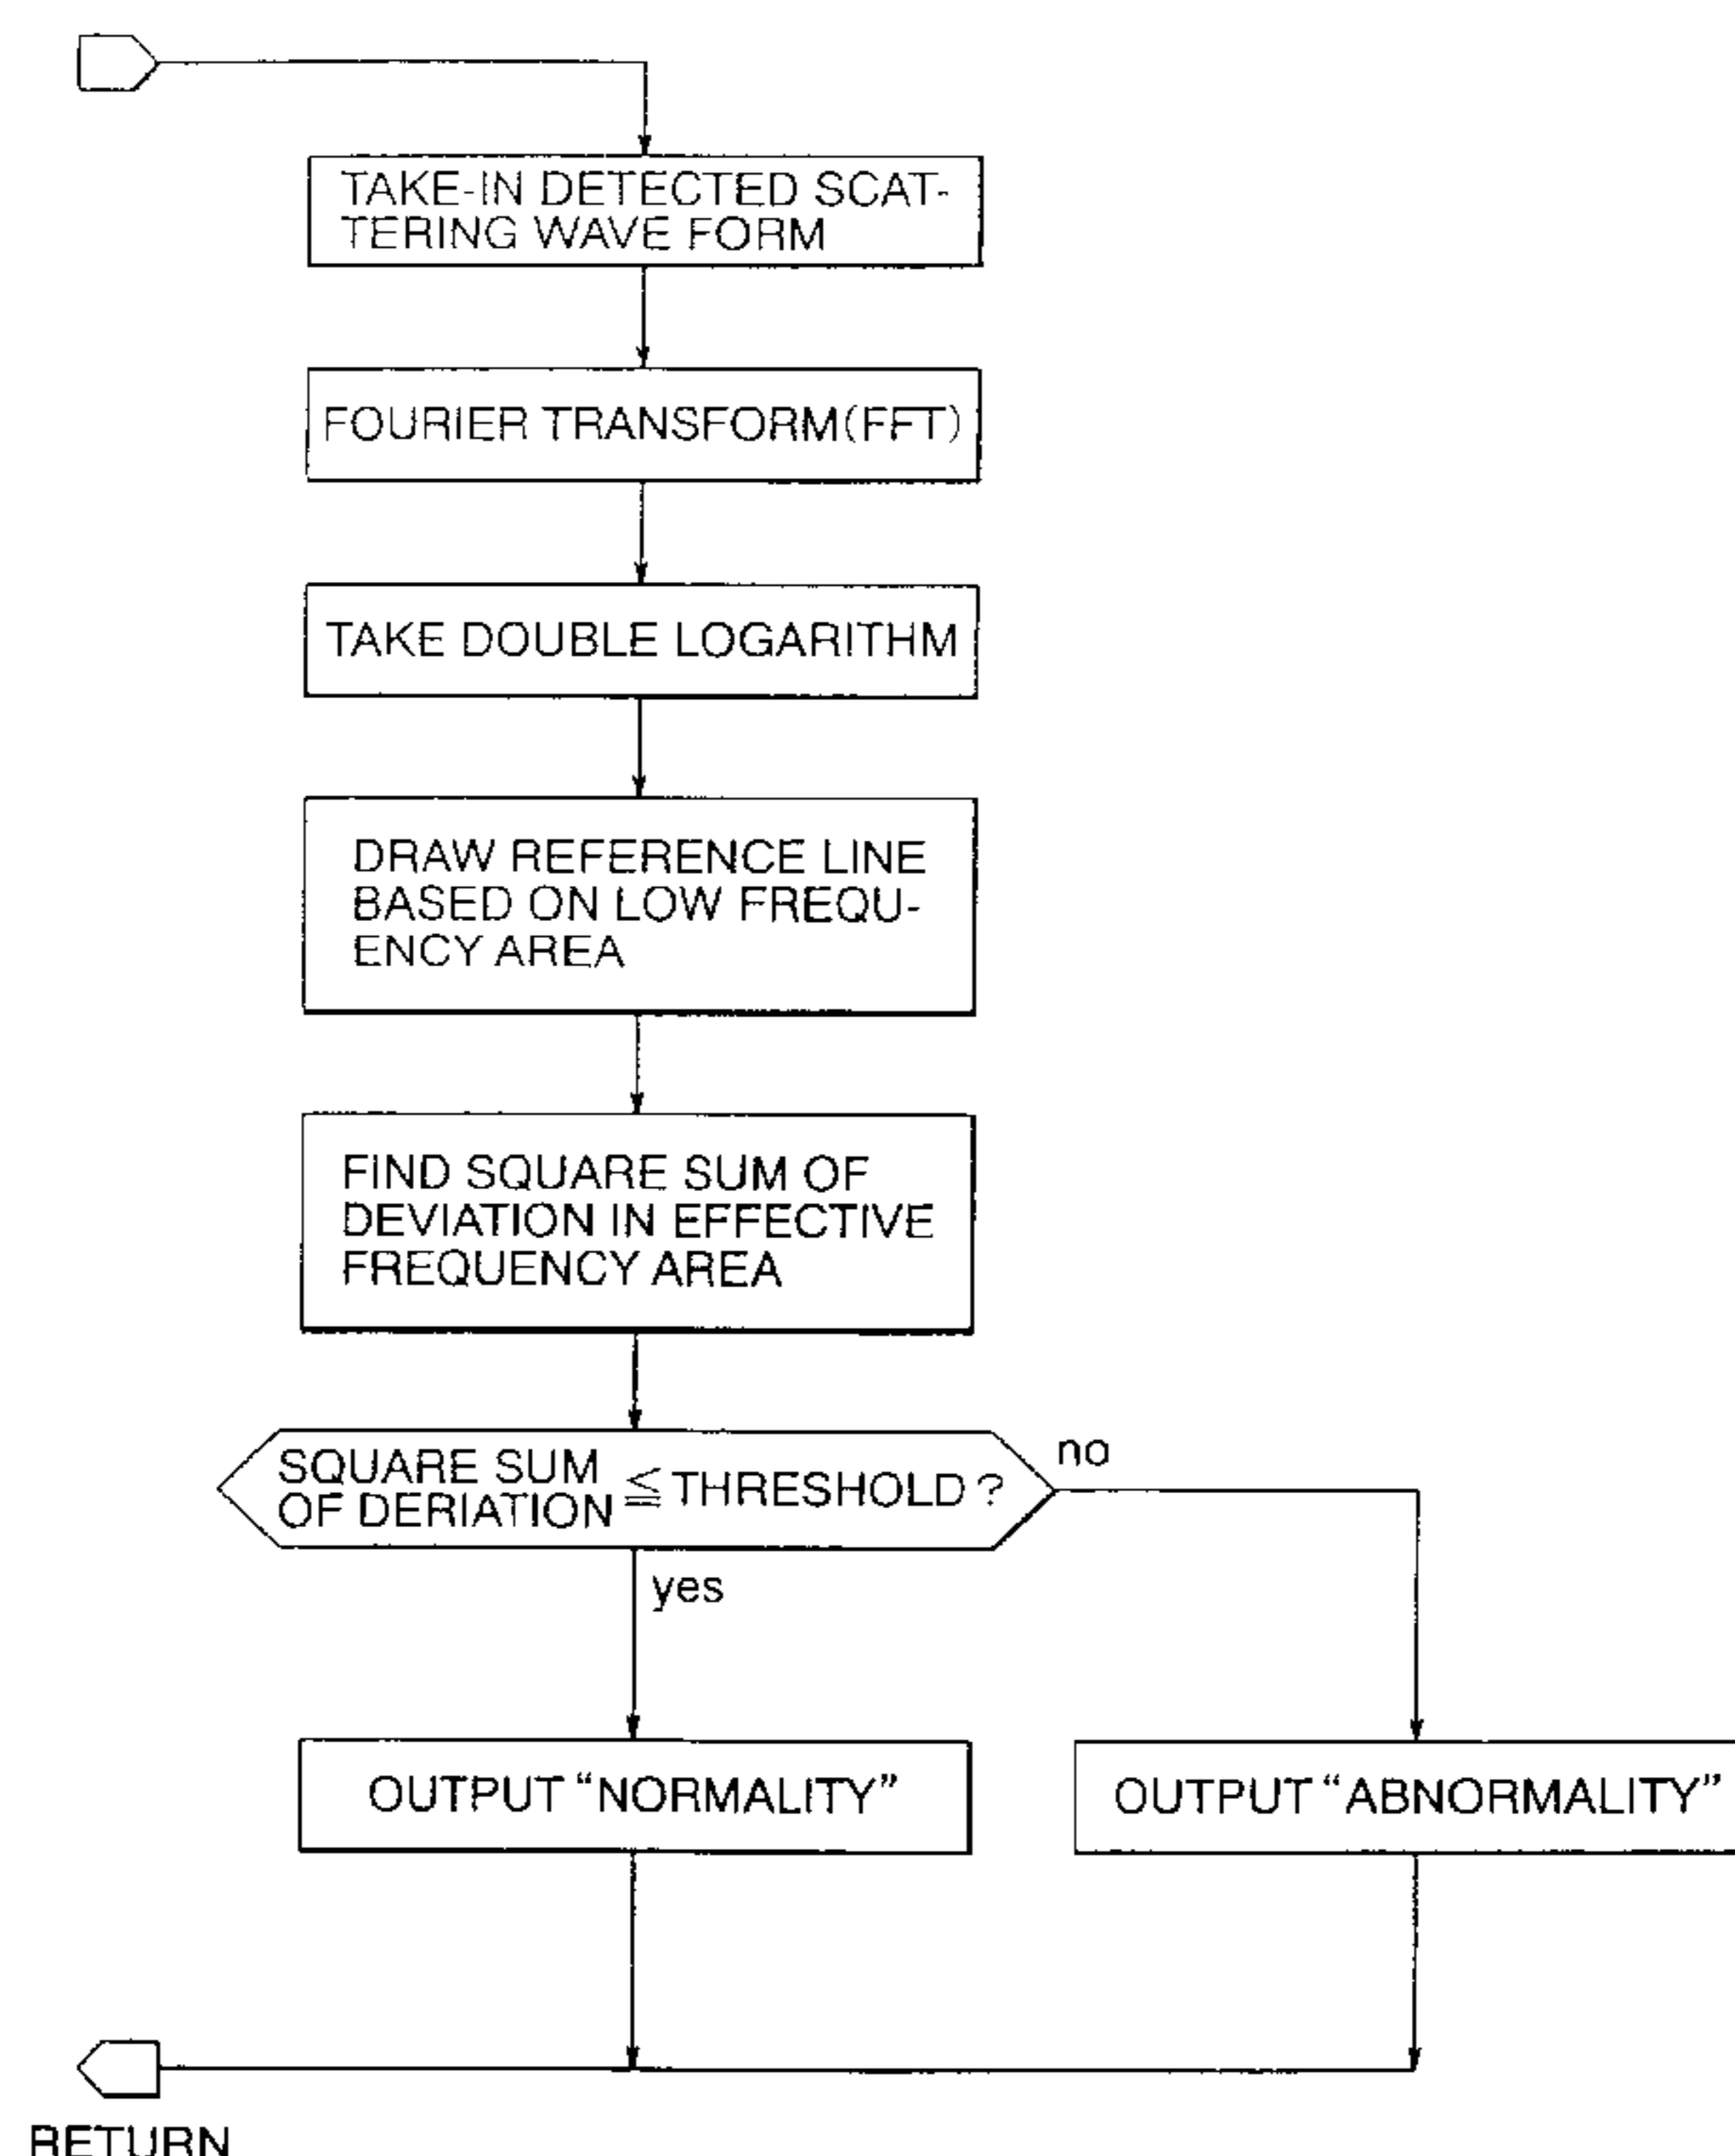 TAKE-IN DETECTED SCAT-
TERING WAVE FORM
FOURIER TRANSFORM(FFT)
TAKE DOUBLE LOGARITHM
DRAW REFERENCE LINE
BASED ON LOW FREQU-
ENCY AREA
FIND SQUARE SUM OF
DEVIATION IN EFFECTIVE
FREQUENCY AREA
SQUARE SUM
OF DERIATION ≦ THRESHOLD ?
no
yes
OUTPUT “NORMALITY”
OUTPUT “ABNORMALITY”
RETURN